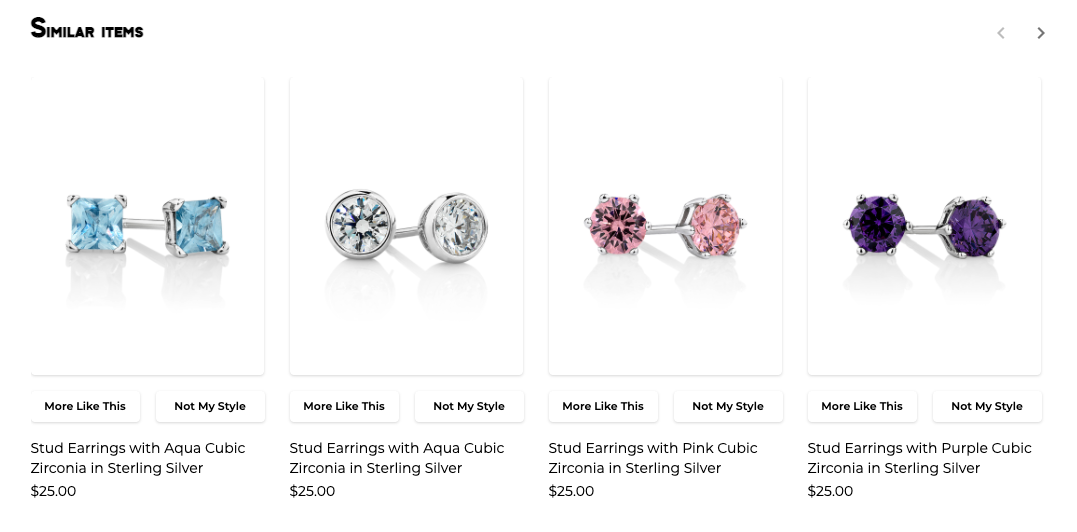 Similar items
More Like This
Not My Style
More Like This
Not My Style
More Like This
Not My Style
More Like This
Not My Style
Stud Earrings with Aqua Cubic
Zirconia in Sterling Silver
$25.00
Stud Earrings with Aqua Cubic
Zirconia in Sterling Silver
$25.00
Stud Earrings with Pink Cubic
Zirconia in Sterling Silver
$25.00
Stud Earrings with Purple Cubic
Zirconia in Sterling Silver
$25.00